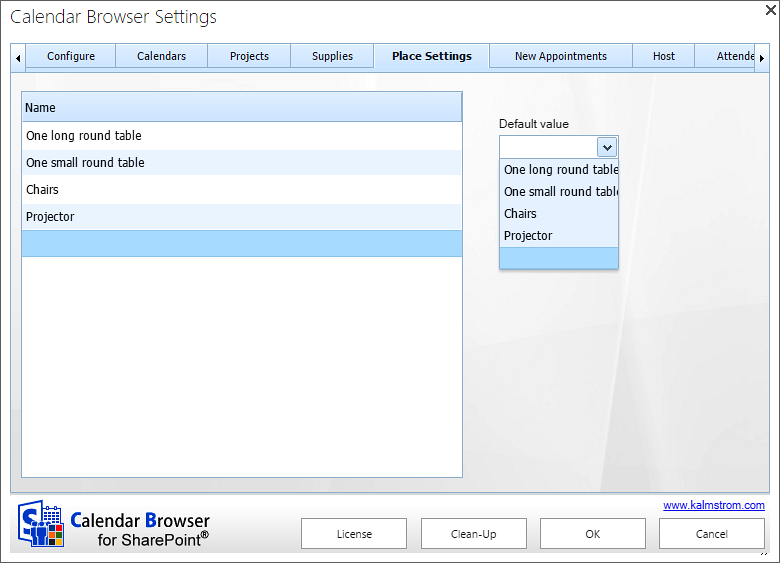 Calendar Browser Settings
Configure Calendars Projects Supplies Place Settings New Appointments Host Attende
Name
One long round table
One small round table
Chairs
Projector
Default value
One long round table
One small round table
Chairs
Projector
www.kalmstrom.com
Calendar Browser
for SharePoint®
License Clean-Up OK Cancel